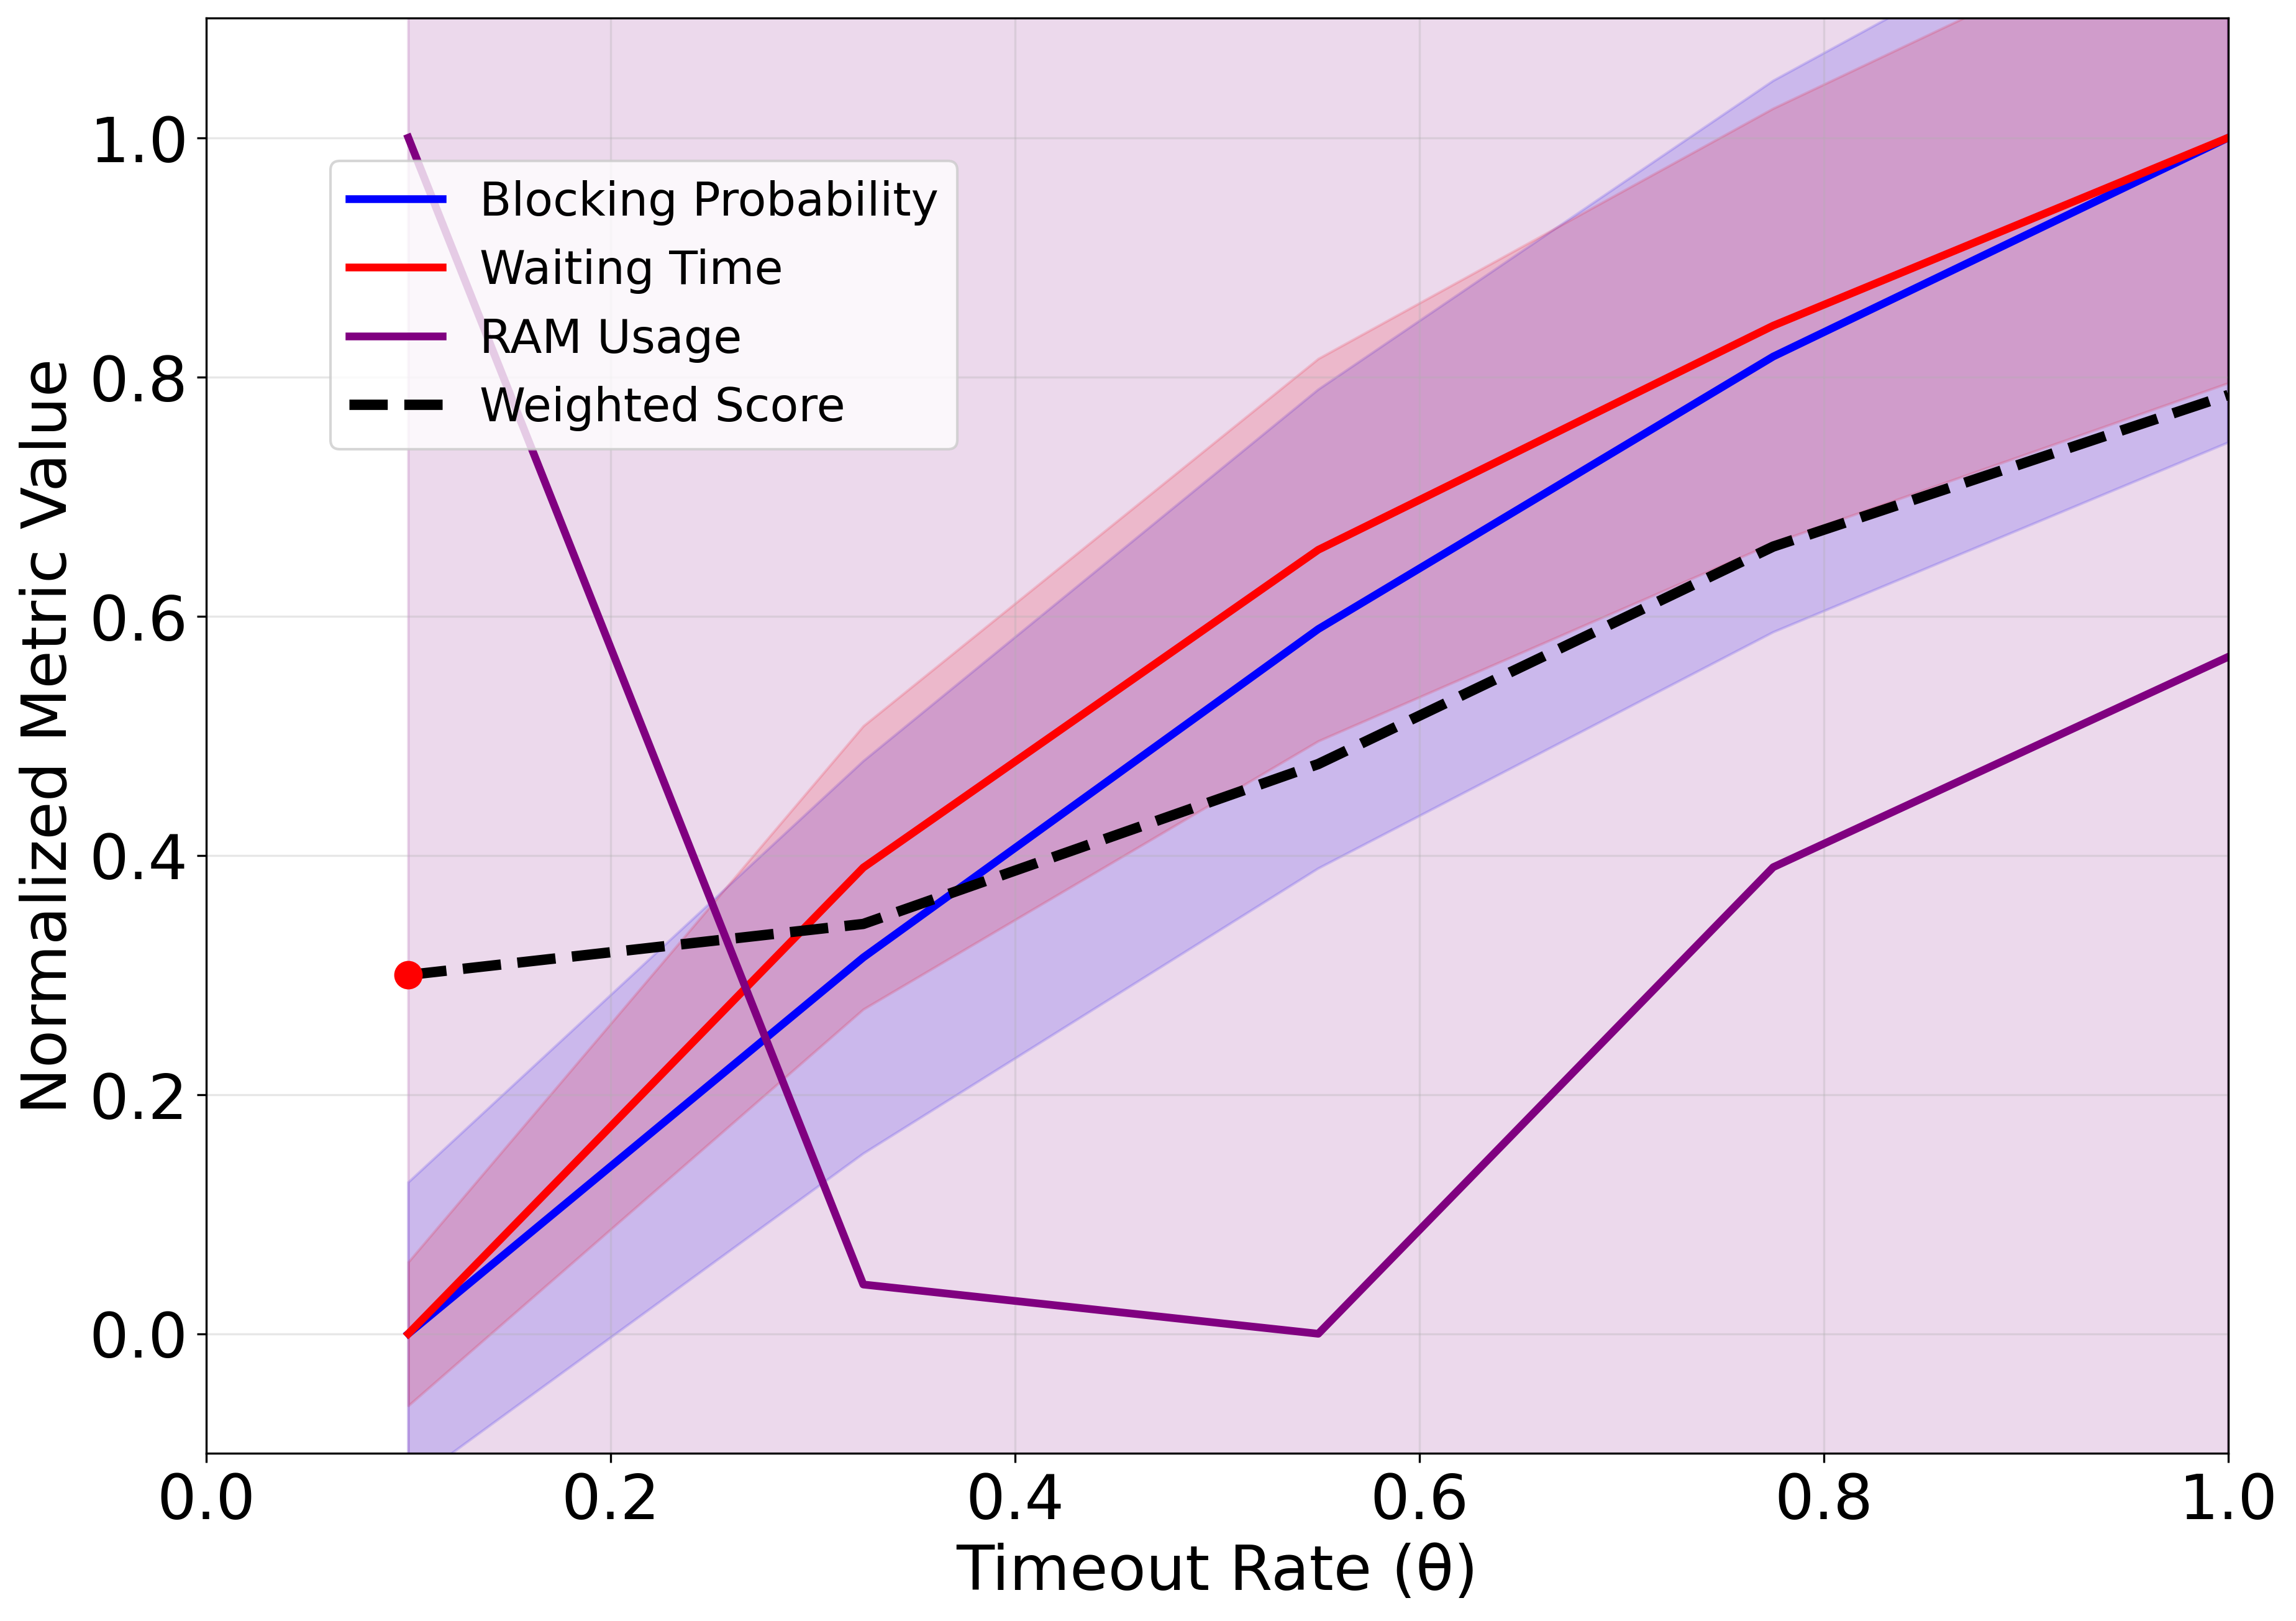 Normalized Metric Value
1.0
0.8
0.6
0.4
0.2
0.0
Blocking Probability
Waiting Time
RAM Usage
Weighted Score
0.0 0.2 0.4 0.6 0.8 1.0
Timeout Rate (θ)